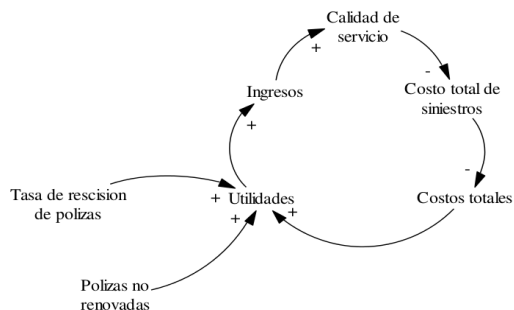 Calidad de
servicio
+
-
Ingresos
Costo total de
siniestros
+
-
Tasa de rescision
de polizas
+
Utilidades
+
+
Costos totales
Polizas no
renovadas